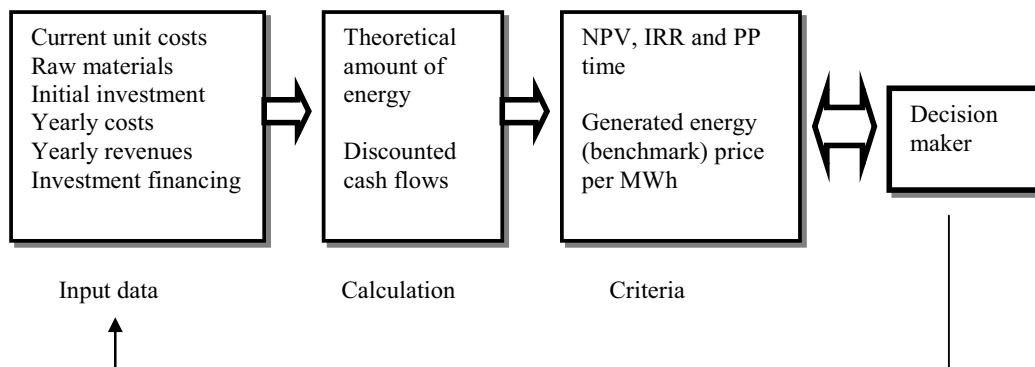 Current unit costs
Raw materials
Initial investment
Yearly costs
Yearly revenues
Investment financing
Theoretical
amount of
energy
Discounted
cash flows
NPV, IRR and PP
time
Generated energy
(benchmark) price
per MWh
Decision
maker
Input data
Calculation
Criteria